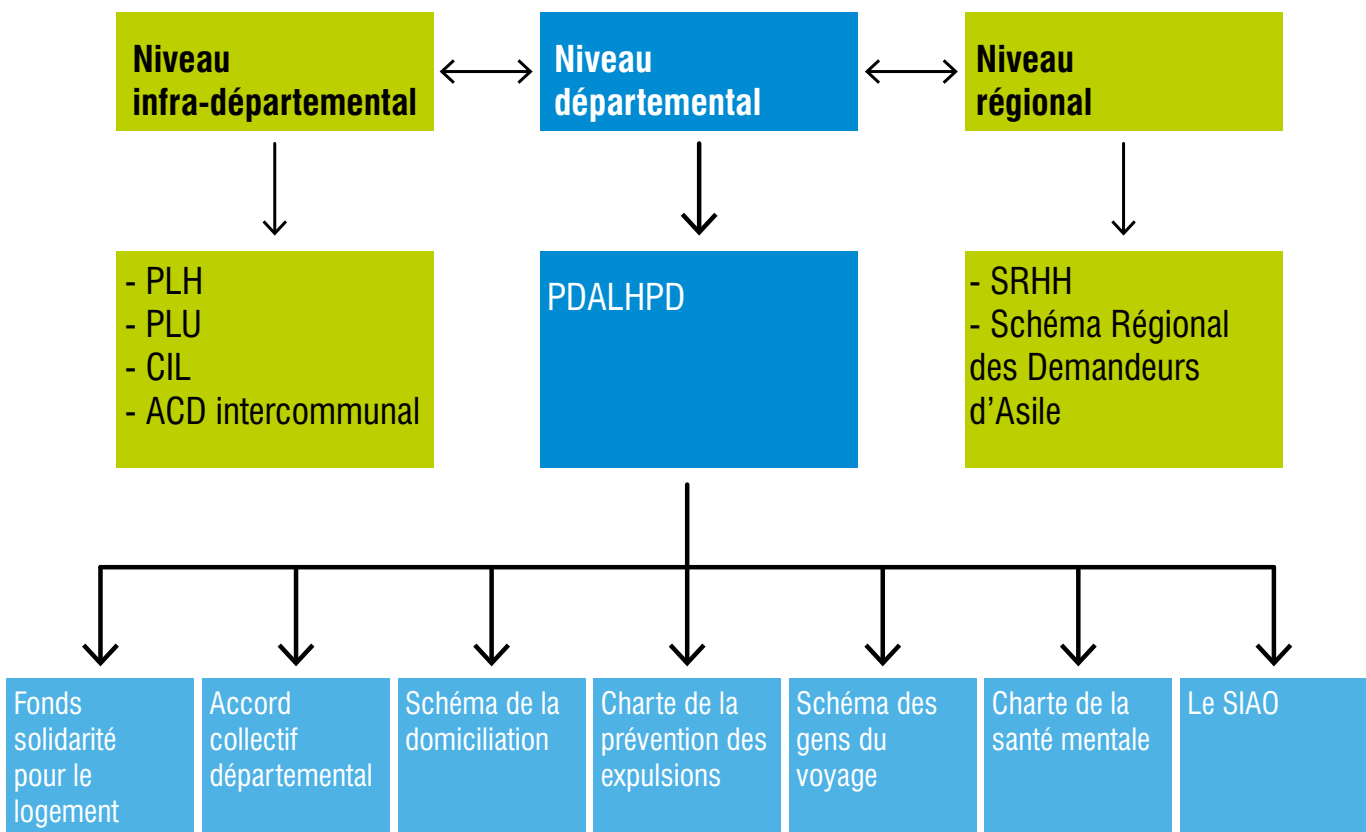 Niveau
infra-départemental
Niveau
départemental
Niveau
régional
- PLH
- PLU
- CIL
- ACD intercommunal
PDALHPD
- SRHH
- Schéma Régional
des Demandeurs
d’Asile
Fonds
solidarité
pour le
logement
Accord
collectif
départemental
Schéma de la
domiciliation
Charte de la
prévention des
expulsions
Schéma des
gens du
voyage
Charte de la
santé mentale
Le SIAO